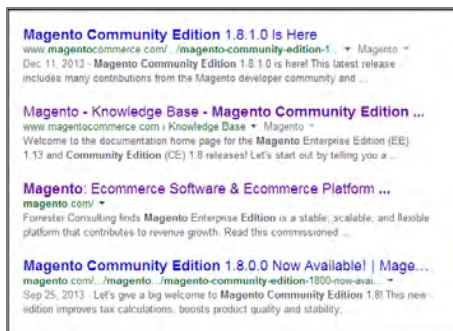 Magento Community Edition 1.8.1.0 Is Here
www.magentocommerce.com/.../magento-community-edition-1... ▾ Magento ▾
Dec 11, 2013 - Magento Community Edition 1.8.1.0 is here! This latest release
includes many contributions from the Magento developer community and ...
Magento - Knowledge Base - Magento Community Edition ...
www.magentocommerce.com › Knowledge Base ▾ Magento ▾
Welcome to the documentation home page for the Magento Enterprise Edition (EE)
1.13 and Community Edition (CE) 1.8 releases! Let's start out by telling you a ...
Magento: Ecommerce Software & Ecommerce Platform ...
magento.com/ ▾
Forrester Consulting finds Magento Enterprise Edition is a stable, scalable, and flexible
platform that contributes to revenue growth. Read this commissioned ...
Magento Community Edition 1.8.0.0 Now Available! | Mage...
magento.com/.../magento.../magento-community-edition-1800-now-avai... ▾
Sep 25, 2013 - Let's give a big welcome to Magento Community Edition 1.8! This new
edition improves tax calculations, boosts product quality and stability, ...